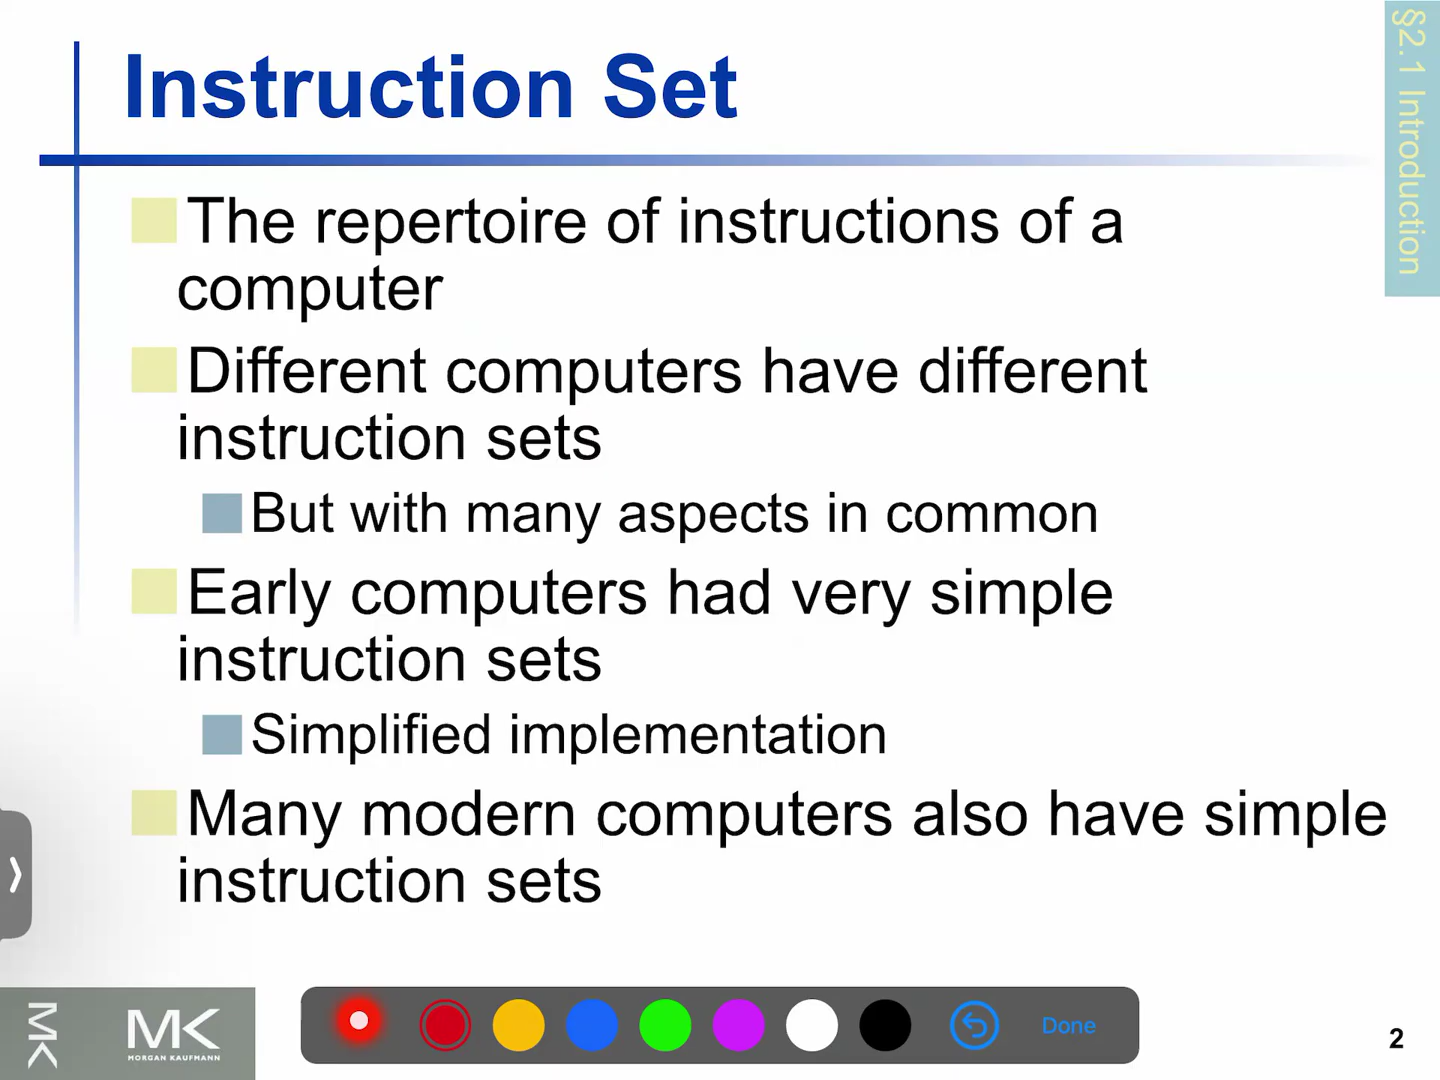 Instruction Set
§2.1 Introduction
The repertoire of instructions of a
computer
Different computers have different
instruction sets
But with many aspects in common
Early computers had very simple
instruction sets
Simplified implementation
Many modern computers also have simple
instruction sets
MK
MK
MORGAN KAUFMANN
Done
2